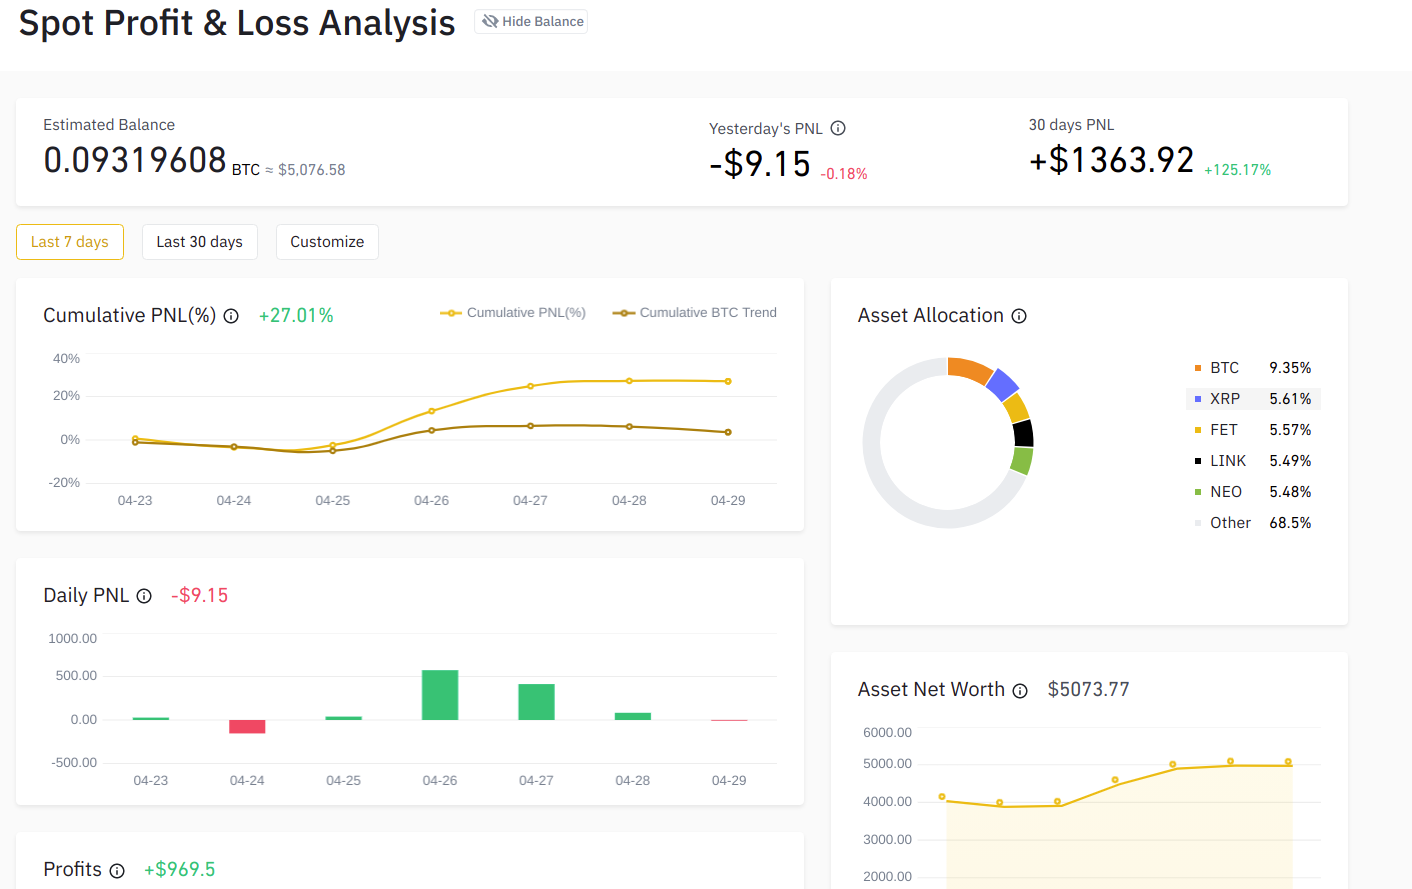 Spot Profit & Loss Analysis
Hide Balance
Estimated Balance
0.09319608 BTC ≈ $5,076.58
Yesterday's PNL
-$9.15 -0.18%
30 days PNL
+$1363.92 +125.17%
Last 7 days
Last 30 days
Customize
Cumulative PNL(%) +27.01%
Cumulative PNL(%)
Cumulative BTC Trend
40%
20%
0%
-20%
04-23 04-24 04-25 04-26 04-27 04-28 04-29
Asset Allocation
BTC 9.35%
XRP 5.61%
FET 5.57%
LINK 5.49%
NEO 5.48%
Other 68.5%
Daily PNL -$9.15
1000.00
500.00
0.00
-500.00
04-23 04-24 04-25 04-26 04-27 04-28 04-29
Asset Net Worth $5073.77
6000.00
5000.00
4000.00
3000.00
2000.00
Profits +$969.5